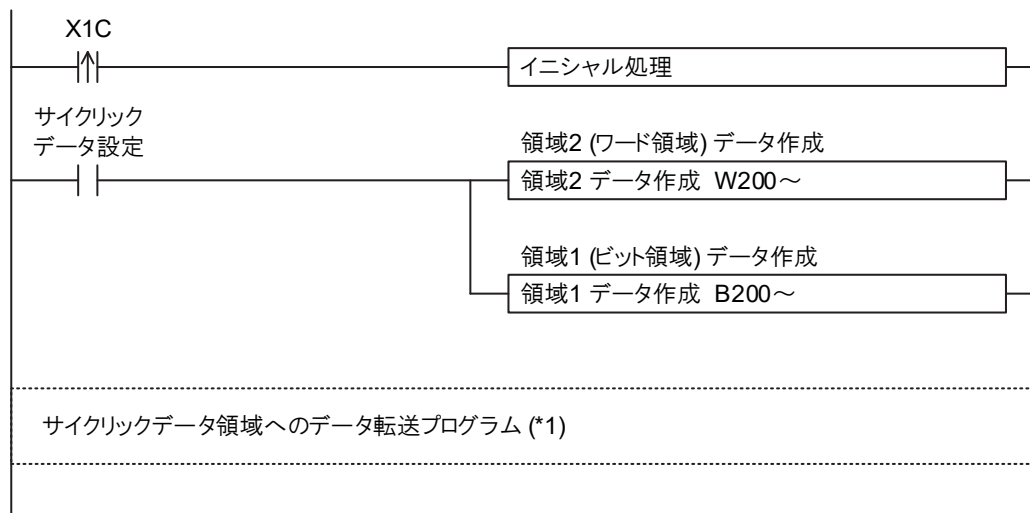 X1C
イニシャル処理
サイクリック
データ設定
領域2 (ワード領域) データ作成
領域2 データ作成 W200～
領域1 (ビット領域) データ作成
領域1 データ作成 B200～
サイクリックデータ領域へのデータ転送プログラム (*1)